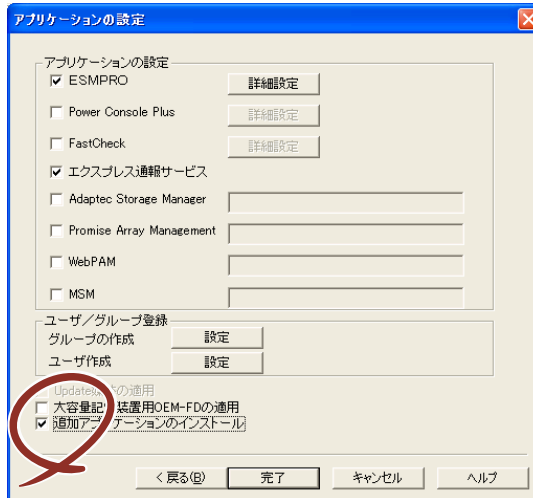 アプリケーションの設定
アプリケーションの設定
ESMPRO 詳細設定
Power Console Plus 詳細設定
FastCheck 詳細設定
エクスプレス通報サービス
Adaptec Storage Manager
Promise Array Management
WebPAM
MSM
ユーザ/グループ登録
グループの作成 設定
ユーザ作成 設定
Update の適用
大容量記 装置用OEM-FDの適用
追加アプ ケーションのインストール
< 戻る(B) 完了 キャンセル ヘルプ